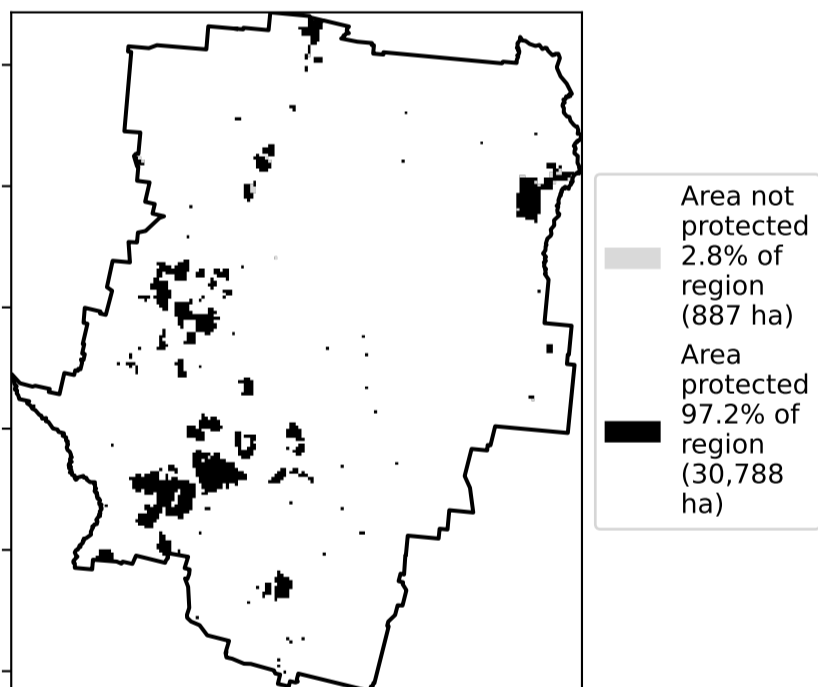 Area not
protected
2.8% of
region
(887 ha)
Area
protected
97.2% of
region
(30,788
ha)